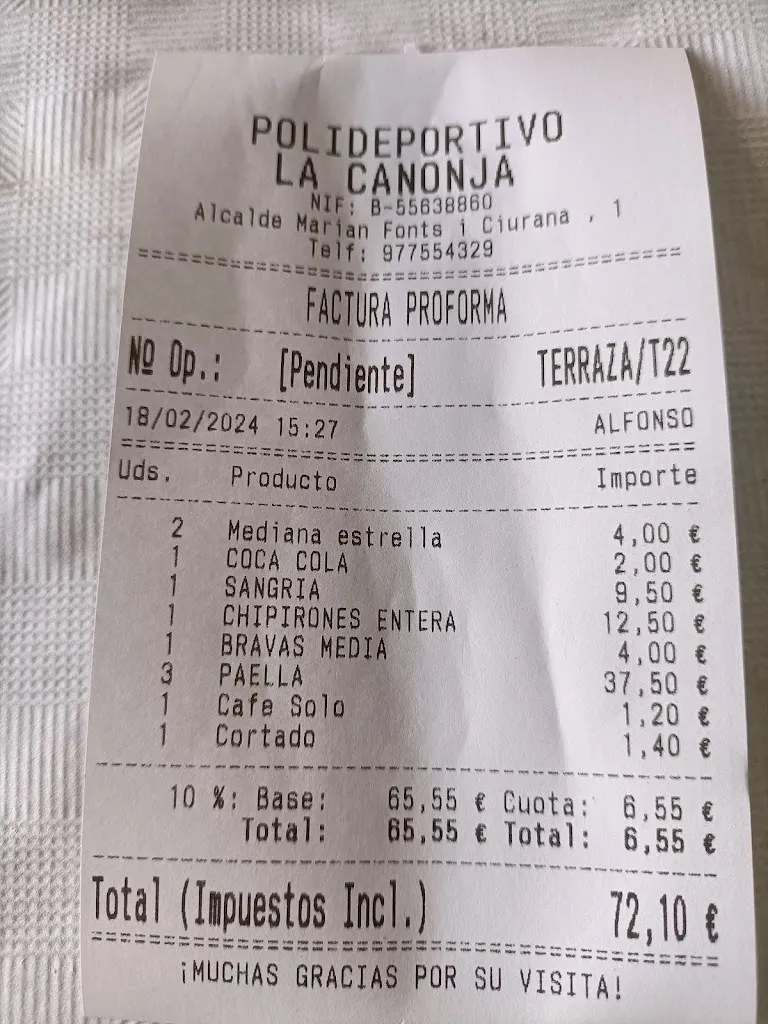 POLIDEPORTIVO
LA CANONJA
NIF: B-55638860
Alcalde Marian Fonts i Ciurana , 1
Telf: 977554329
FACTURA PROFORMA
Nº Op.: [Pendiente] TERRAZA/T22
18/02/2024 15:27 ALFONSO
Uds. Producto Importe
2 Mediana estrella 4,00 €
1 COCA COLA 2,00 €
1 SANGRIA 9,50 €
1 CHIPIRONES ENTERA 12,50 €
1 BRAVAS MEDIA 4,00 €
3 PAELLA 37,50 €
1 Cafe Solo 1,20 €
1 Cortado 1,40 €
10 %: Base: 65,55 € Cuota: 6,55 €
Total: 65,55 € Total: 6,55 €
Total (Impuestos Incl.) 72,10 €
¡MUCHAS GRACIAS POR SU VISITA!